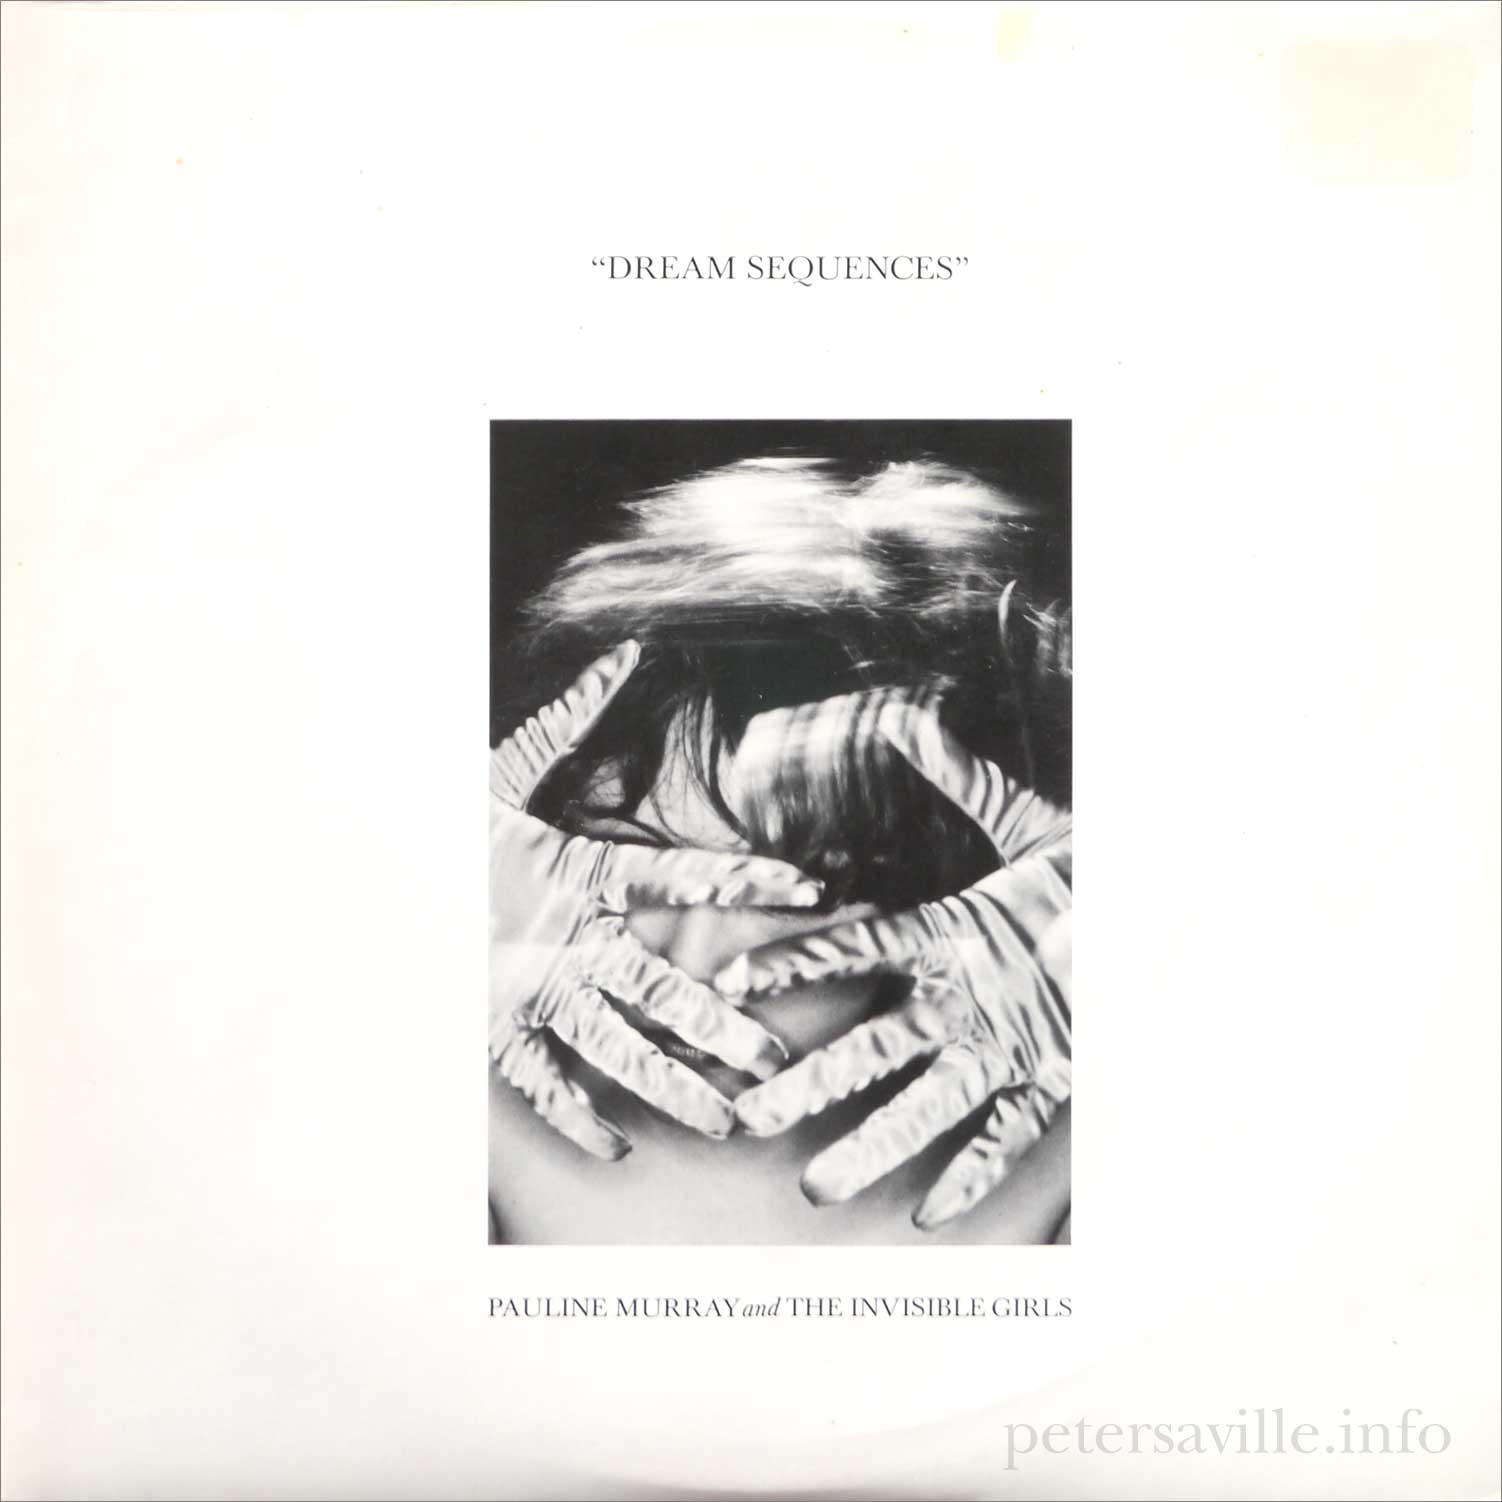 “DREAM SEQUENCES”
PAULINE MURRAY and THE INVISIBLE GIRLS
petersaville.info